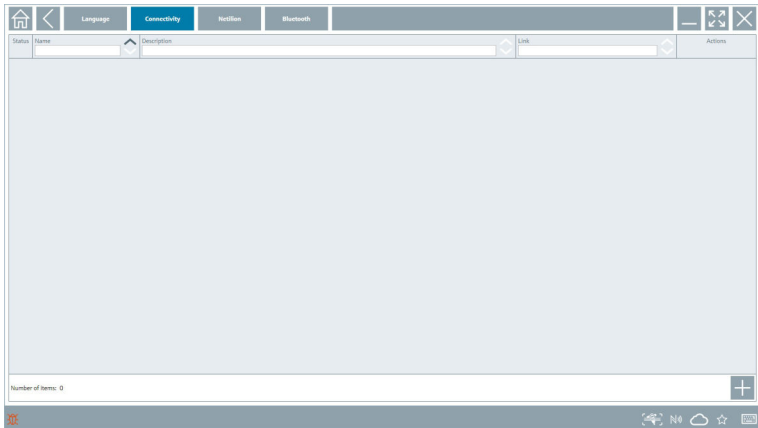 Language Connectivity Netilion Bluetooth
Status Name Description Link Actions
Number of Items: 0